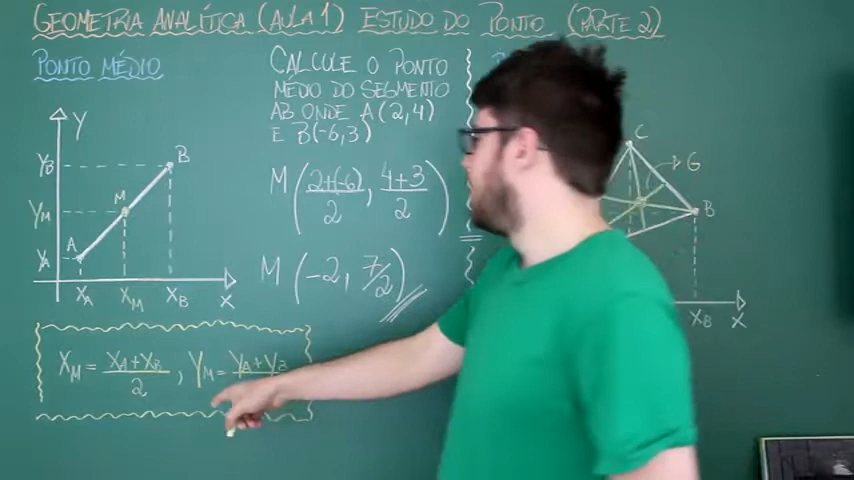 GEOMETRIA ANALÍTICA (AULA 1) ESTUDO DO PONTO (PARTE 2)
PONTO MÉDIO
CALCULE O PONTO
MÉDIO DO SEGMENTO
AB ONDE A(2,4)
E B(-6,3)
Y
Y_B
B
Y_M
M
Y_A
A
X_A X_M X_B X
M(2+(-6)/2, 4+3/2)
M(-2, 7/2)
X_M = X_A+X_B/2, Y_M = Y_A+Y_B
C
G
B
X_B X